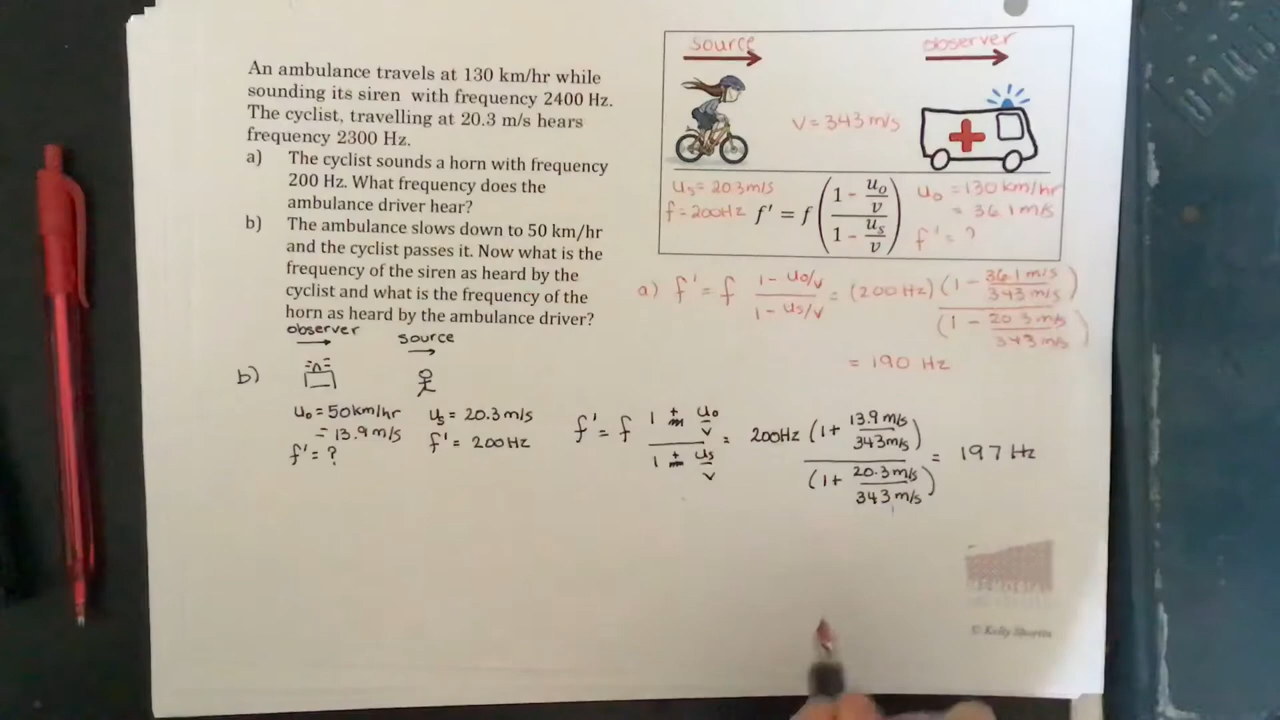 An ambulance travels at 130 km/hr while
sounding its siren with frequency 2400 Hz.
The cyclist, travelling at 20.3 m/s hears
frequency 2300 Hz.
a) The cyclist sounds a horn with frequency
200 Hz. What frequency does the
ambulance driver hear?
b) The ambulance slows down to 50 km/hr
and the cyclist passes it. Now what is the
frequency of the siren as heard by the
cyclist and what is the frequency of the
horn as heard by the ambulance driver?
source
observer
v = 343 m/s
us = 20.3 m/s
f = 200Hz
f' = f ( (1 - uo/v) / (1 - us/v) )
uo = 130 km/hr
= 36.1 m/s
f' = ?
a) f' = f (1 - uo/v) / (1 - us/v) = (200 Hz) (1 - 36.1 m/s / 343 m/s) / (1 - 20.3 m/s / 343 m/s)
= 190 Hz
observer
source
b)
uo = 50km/hr
= 13.9 m/s
f' = ?
us = 20.3 m/s
f' = 200Hz
f' = f (1 + uo/v) / (1 + us/v) = 200Hz (1 + 13.9 m/s / 343 m/s) / (1 + 20.3 m/s / 343 m/s) = 197 Hz